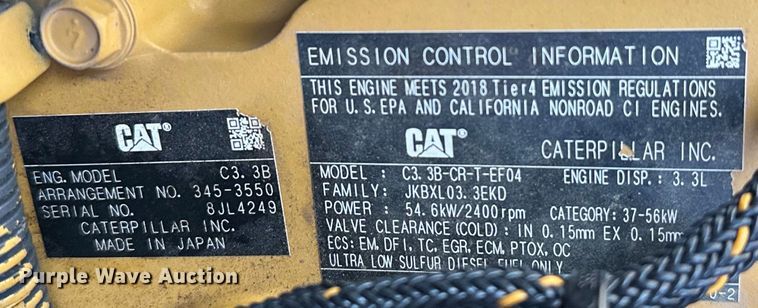 CAT®
ENG. MODEL C3.3B
ARRANGEMENT NO. 345-3550
SERIAL NO. 8JL4249
CATERPILLAR INC.
MADE IN JAPAN
EMISSION CONTROL INFORMATION
THIS ENGINE MEETS 2018 Tier4 EMISSION REGULATIONS
FOR U.S.EPA AND CALIFORNIA NONROAD CI ENGINES.
CAT® CATERPILLAR INC.
MODEL : C3.3B-CR-T-EF04 ENGINE DISP.: 3.3L
FAMILY: JKBXL03.3EKD
POWER : 54.6kW/2400rpm CATEGORY: 37-56kW
VALVE CLEARANCE(COLD): IN 0.15mm EX 0.15mm
ECS: EM, DFI, TC, EGR, ECM, PTOX, OC
ULTRA LOW SULFUR DIESEL FUEL ONLY
Purple Wave Auction